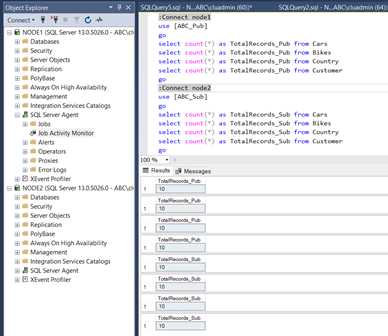 Object Explorer
Connect
NODE1 (SQL Server 13.0.5026.0 - ABC\cluadmin)
Databases
Security
Server Objects
Replication
PolyBase
Always On High Availability
Management
Integration Services Catalogs
SQL Server Agent
Jobs
Job Activity Monitor
Alerts
Operators
Proxies
Error Logs
XEvent Profiler
NODE2 (SQL Server 13.0.5026.0 - ABC\cluadmin)
Databases
Security
Server Objects
Replication
PolyBase
Always On High Availability
Management
Integration Services Catalogs
SQL Server Agent
XEvent Profiler
SQLQuery5.sql - N...ABC\cluadmin (60))* SQLQuery2.sql - N...ABC\cluadmin (64))
:Connect node1
use [ABC_Pub]
go
select count(*) as TotalRecords_Pub from Cars
select count(*) as TotalRecords_Pub from Bikes
select count(*) as TotalRecords_Pub from Country
select count(*) as TotalRecords_Pub from Customer
go
:Connect node2
use [ABC_Sub]
go
select count(*) as TotalRecords_Sub from Cars
select count(*) as TotalRecords_Sub from Bikes
select count(*) as TotalRecords_Sub from Country
select count(*) as TotalRecords_Sub from Customer
go
100 %
Results Messages
TotalRecords_Pub
1 10
TotalRecords_Pub
1 10
TotalRecords_Pub
1 10
TotalRecords_Pub
1 10
TotalRecords_Sub
1 10
TotalRecords_Sub
1 10
TotalRecords_Sub
1 10
TotalRecords_Sub
1 10